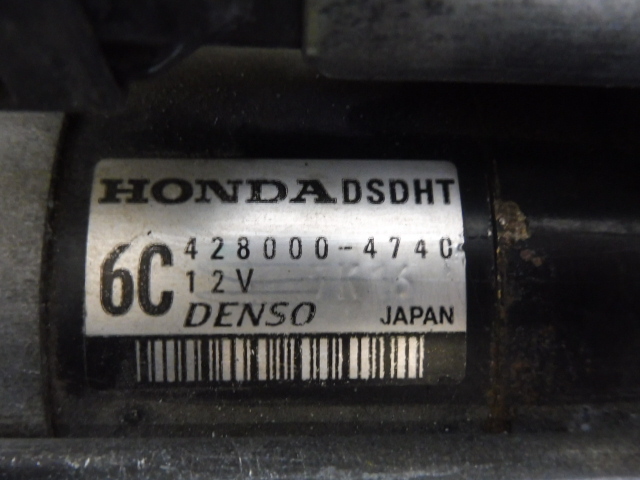 HONDA DSDHT
6C 428000-4740
12V
DENSO JAPAN